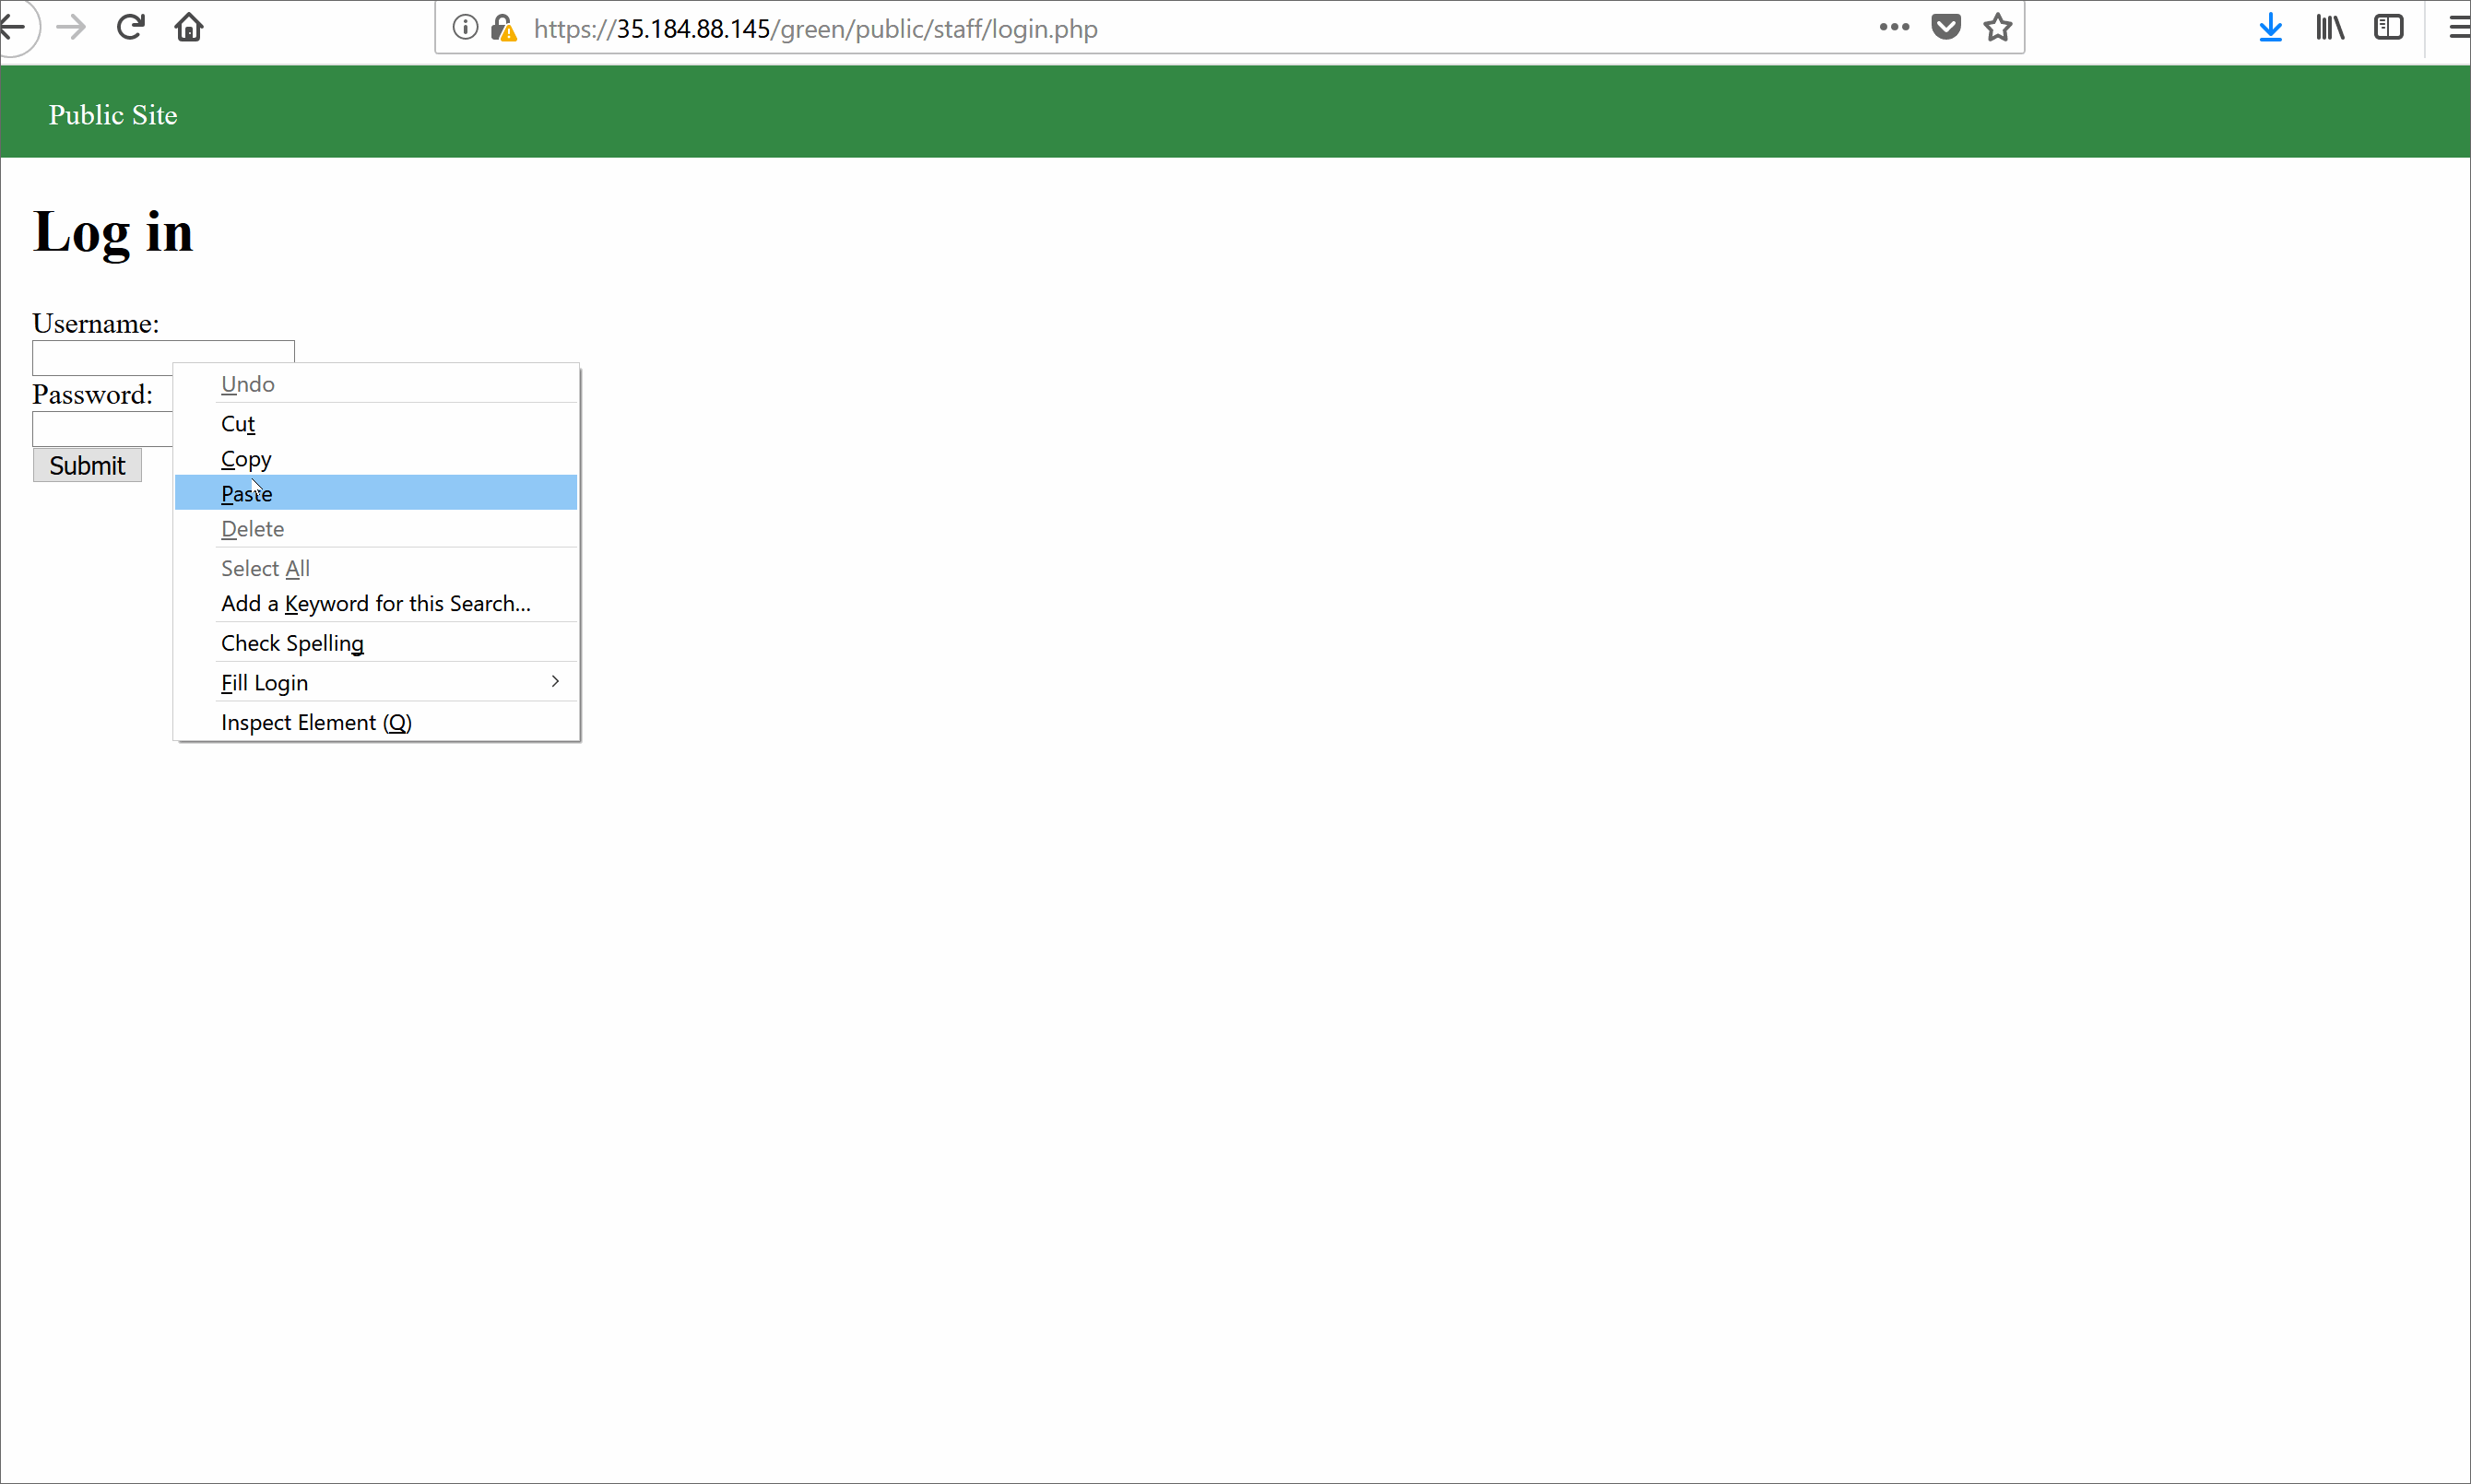 https://35.184.88.145/green/public/staff/login.php
Public Site
Log in
Username:
Password:
Submit
Undo
Cut
Copy
Paste
Delete
Select All
Add a Keyword for this Search...
Check Spelling
Fill Login
Inspect Element (Q)